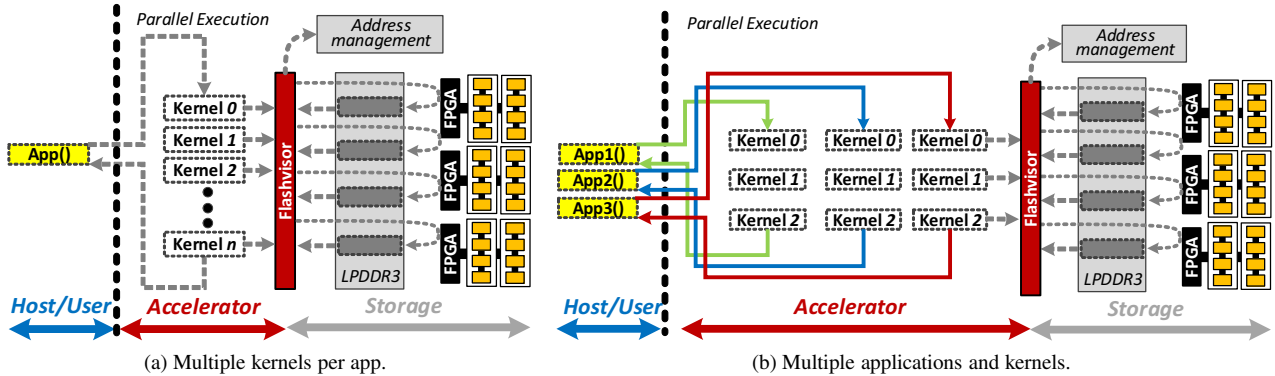 Parallel Execution
Address
management
Kernel 0
Kernel 1
Kernel 2
Kernel n
App()
Flashvisor
FPGA
FPGA
FPGA
LPDDR3
Host/User
Accelerator
Storage
(a) Multiple kernels per app.
Parallel Execution
Address
management
App1()
App2()
App3()
Kernel 0
Kernel 0
Kernel 0
Kernel 1
Kernel 1
Kernel 1
Kernel 2
Kernel 2
Kernel 2
Flashvisor
FPGA
FPGA
FPGA
LPDDR3
Host/User
Accelerator
Storage
(b) Multiple applications and kernels.